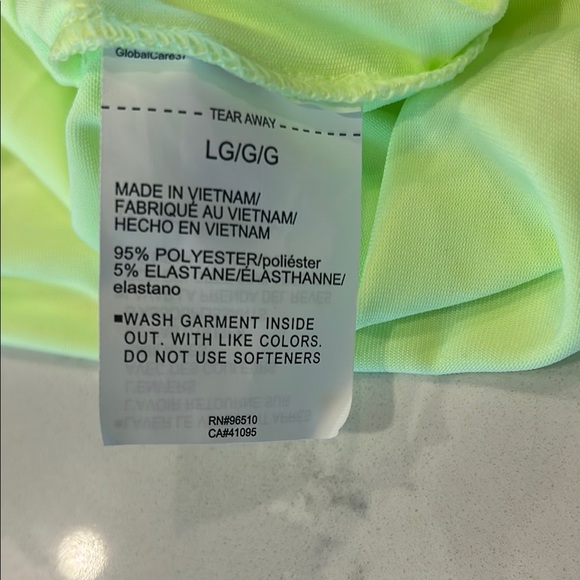 GlobalCare37
TEAR AWAY
LG/G/G
MADE IN VIETNAM/
FABRIQUÉ AU VIETNAM/
HECHO EN VIETNAM
95% POLYESTER/poliéster
5% ELASTANE/ÉLASTHANNE/
elastano
▪WASH GARMENT INSIDE
OUT. WITH LIKE COLORS.
DO NOT USE SOFTENERS
RN#96510
CA#41095